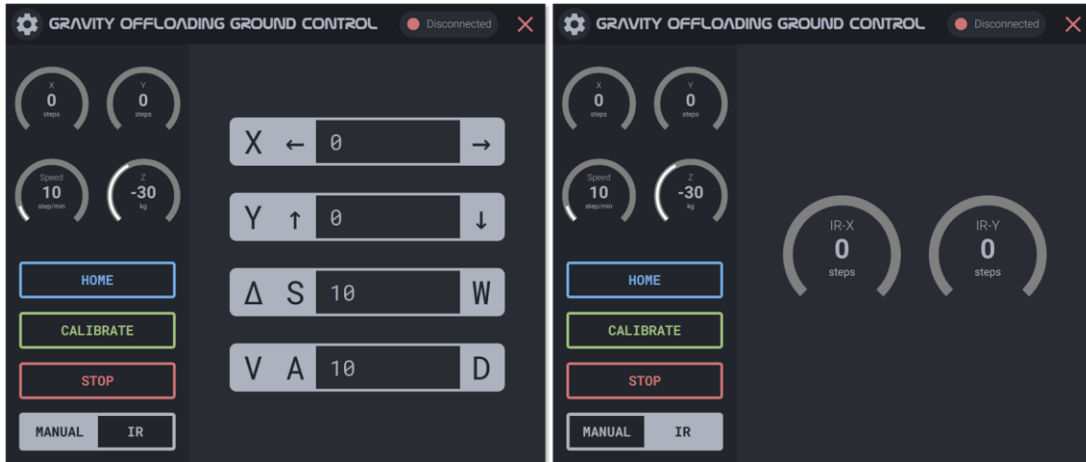 GRAVITY OFFLOADING GROUND CONTROL
Disconnected
X
0
steps
Y
0
steps
Speed
10
step/min
Z
-30
kg
HOME
CALIBRATE
STOP
MANUAL IR
X ← 0 →
Y ↑ 0 ↓
Δ S 10 W
V A 10 D
GRAVITY OFFLOADING GROUND CONTROL
Disconnected
X
0
steps
Y
0
steps
Speed
10
step/min
Z
-30
kg
HOME
CALIBRATE
STOP
MANUAL IR
IR-X
0
steps
IR-Y
0
steps